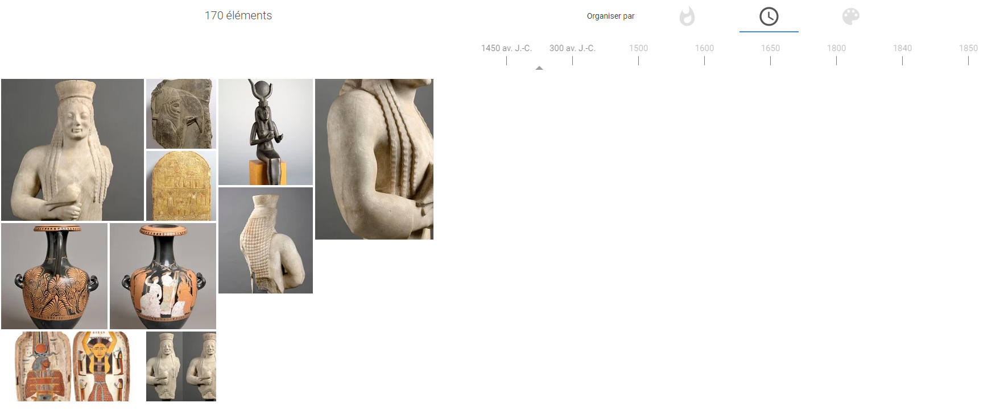 170 éléments
Organiser par
1450 av. J.-C. 300 av. J.-C. 1500 1600 1650 1800 1840 1850